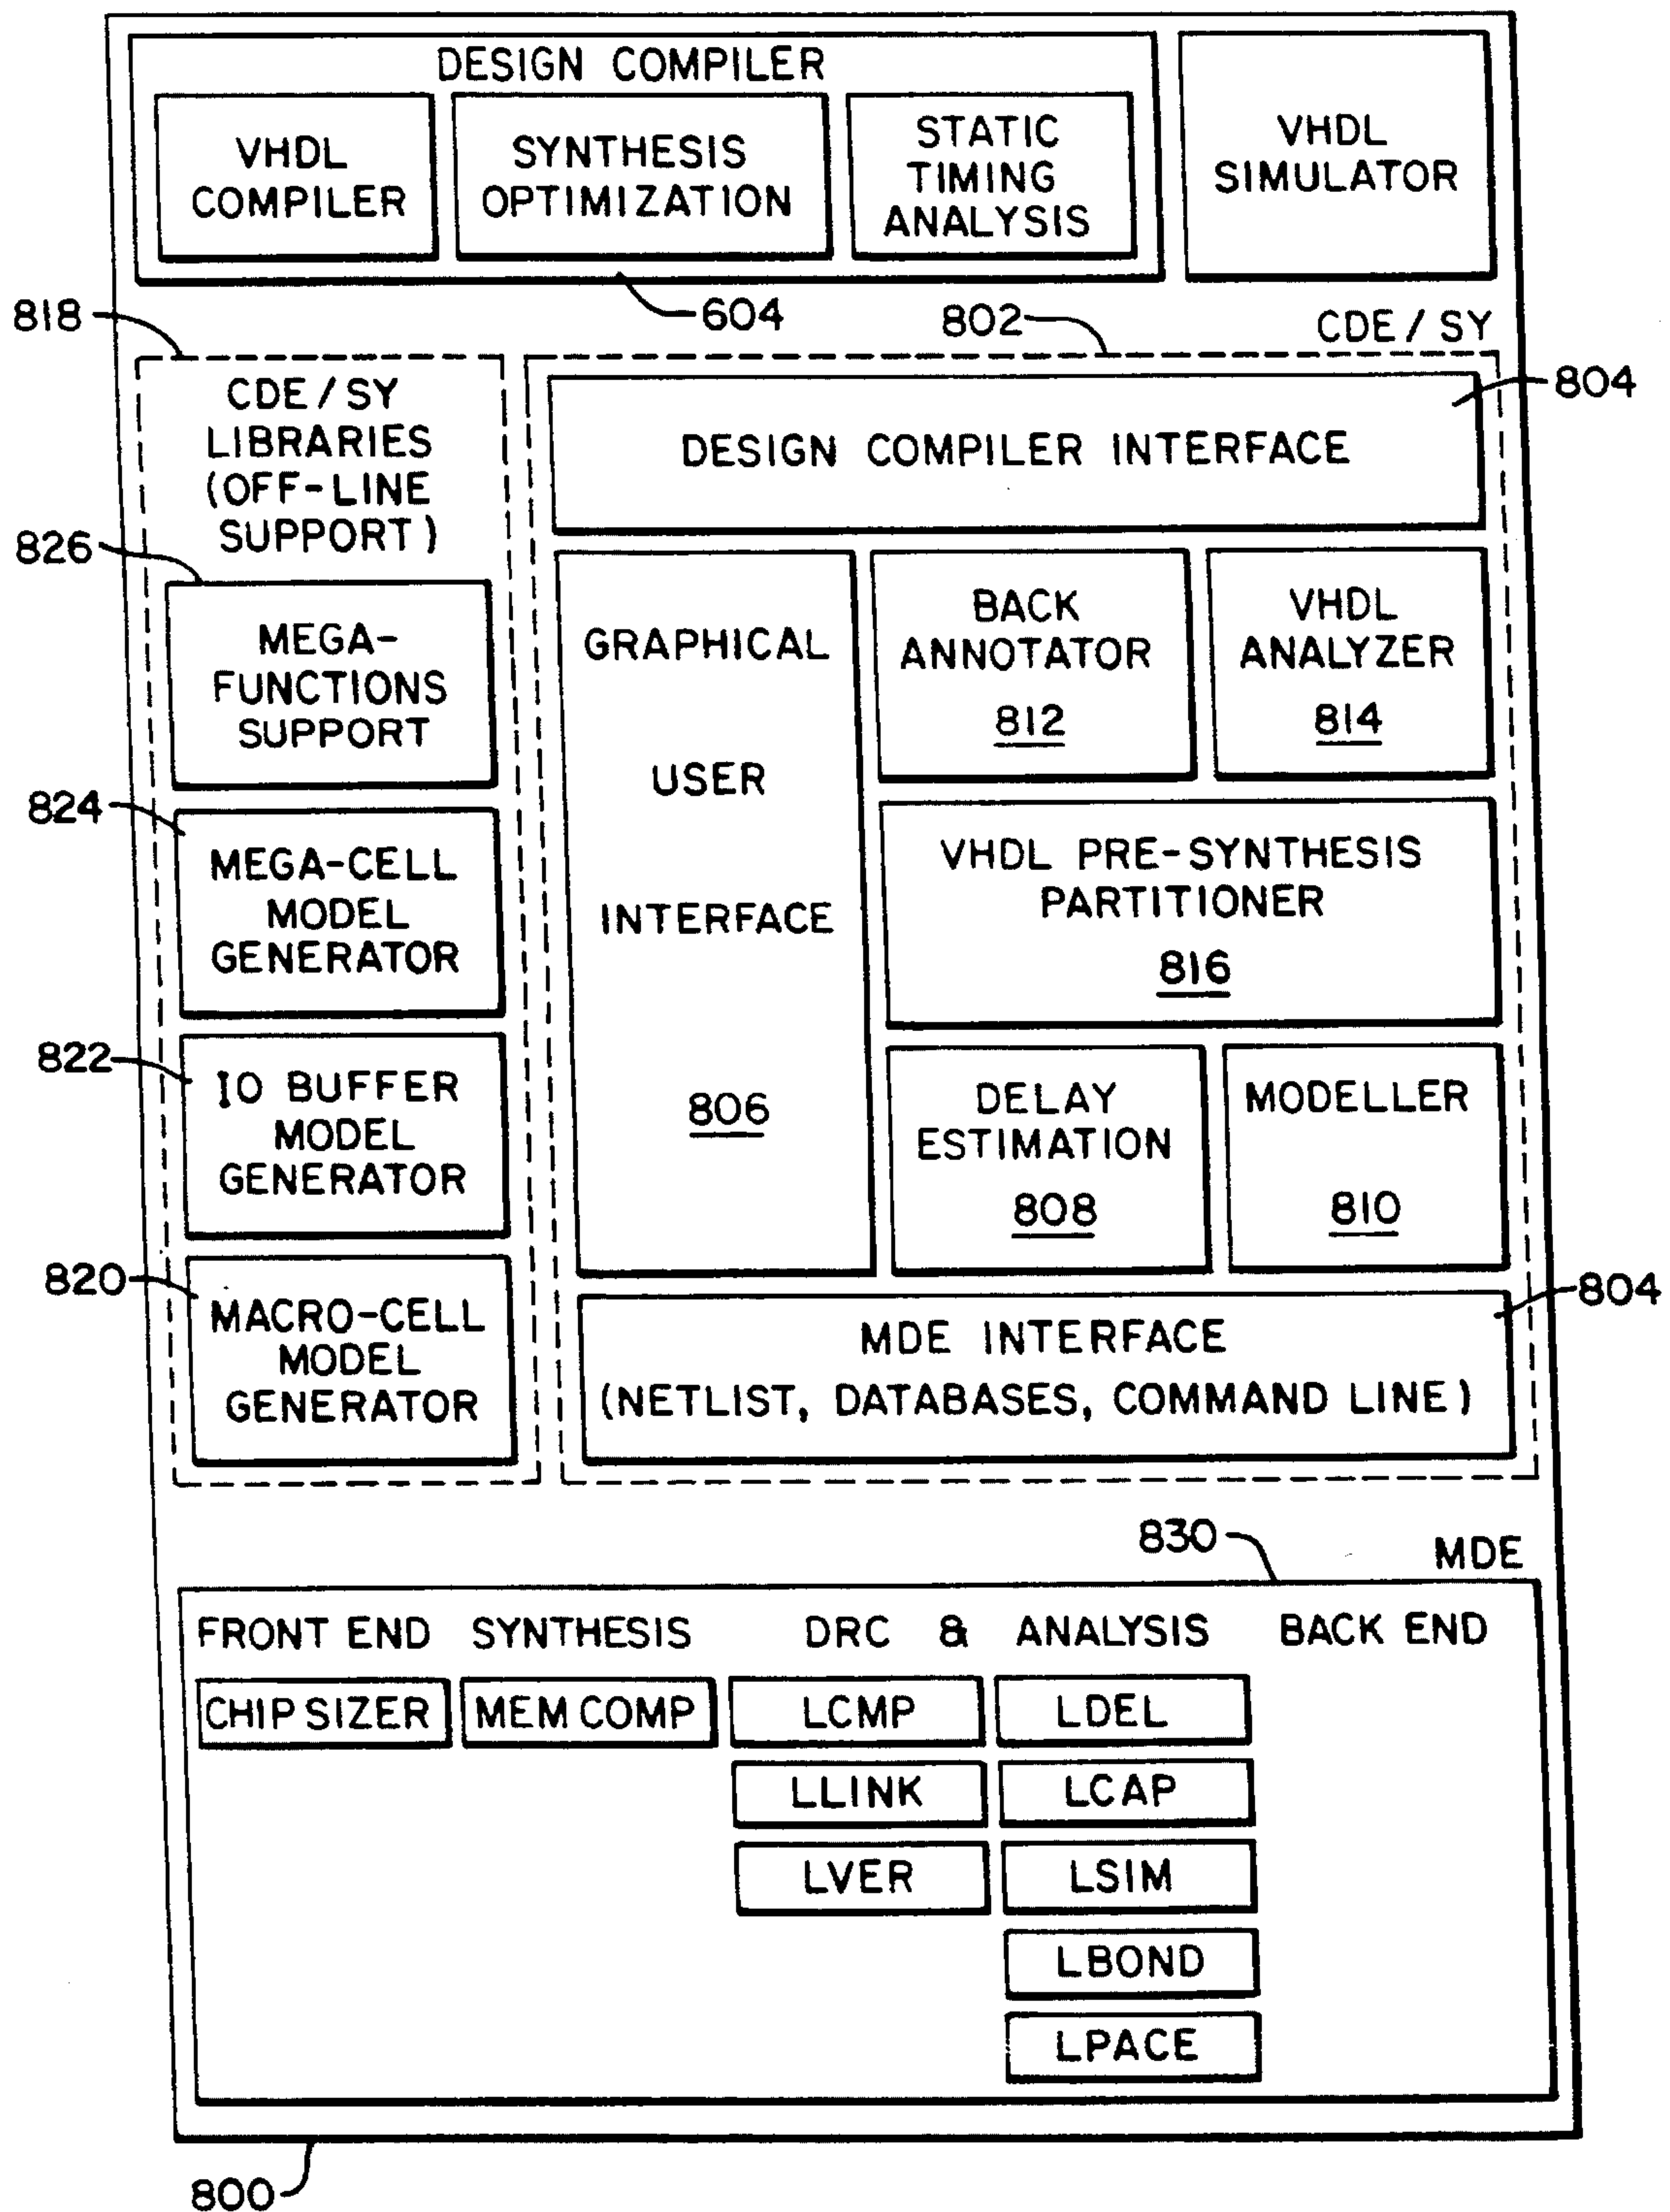 DESIGN COMPILER
VHDL
COMPILER
SYNTHESIS
OPTIMIZATION
STATIC
TIMING
ANALYSIS
VHDL
SIMULATOR
604
818
802
CDE/SY
CDE/SY
LIBRARIES
(OFF-LINE
SUPPORT)
804
DESIGN COMPILER INTERFACE
826
MEGA-
FUNCTIONS
SUPPORT
824
MEGA-CELL
MODEL
GENERATOR
822
IO BUFFER
MODEL
GENERATOR
820
MACRO-CELL
MODEL
GENERATOR
GRAPHICAL
USER
INTERFACE
806
BACK
ANNOTATOR
812
VHDL
ANALYZER
814
VHDL PRE-SYNTHESIS
PARTITIONER
816
DELAY
ESTIMATION
808
MODELLER
810
804
MDE INTERFACE
(NETLIST, DATABASES, COMMAND LINE)
830
MDE
FRONT END SYNTHESIS DRC & ANALYSIS BACK END
CHIP SIZER MEM COMP LCMP LDEL
LLINK LCAP
LVER LSIM
LBOND
LPACE
800